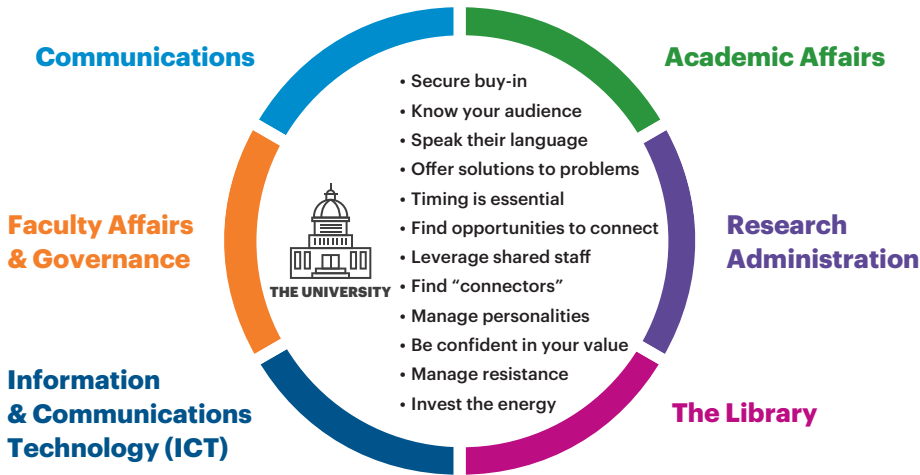 Communications
Academic Affairs
Faculty Affairs
& Governance
THE UNIVERSITY
• Secure buy-in
• Know your audience
• Speak their language
• Offer solutions to problems
• Timing is essential
• Find opportunities to connect
• Leverage shared staff
• Find “connectors”
• Manage personalities
• Be confident in your value
• Manage resistance
• Invest the energy
Research
Administration
Information
& Communications
Technology (ICT)
The Library